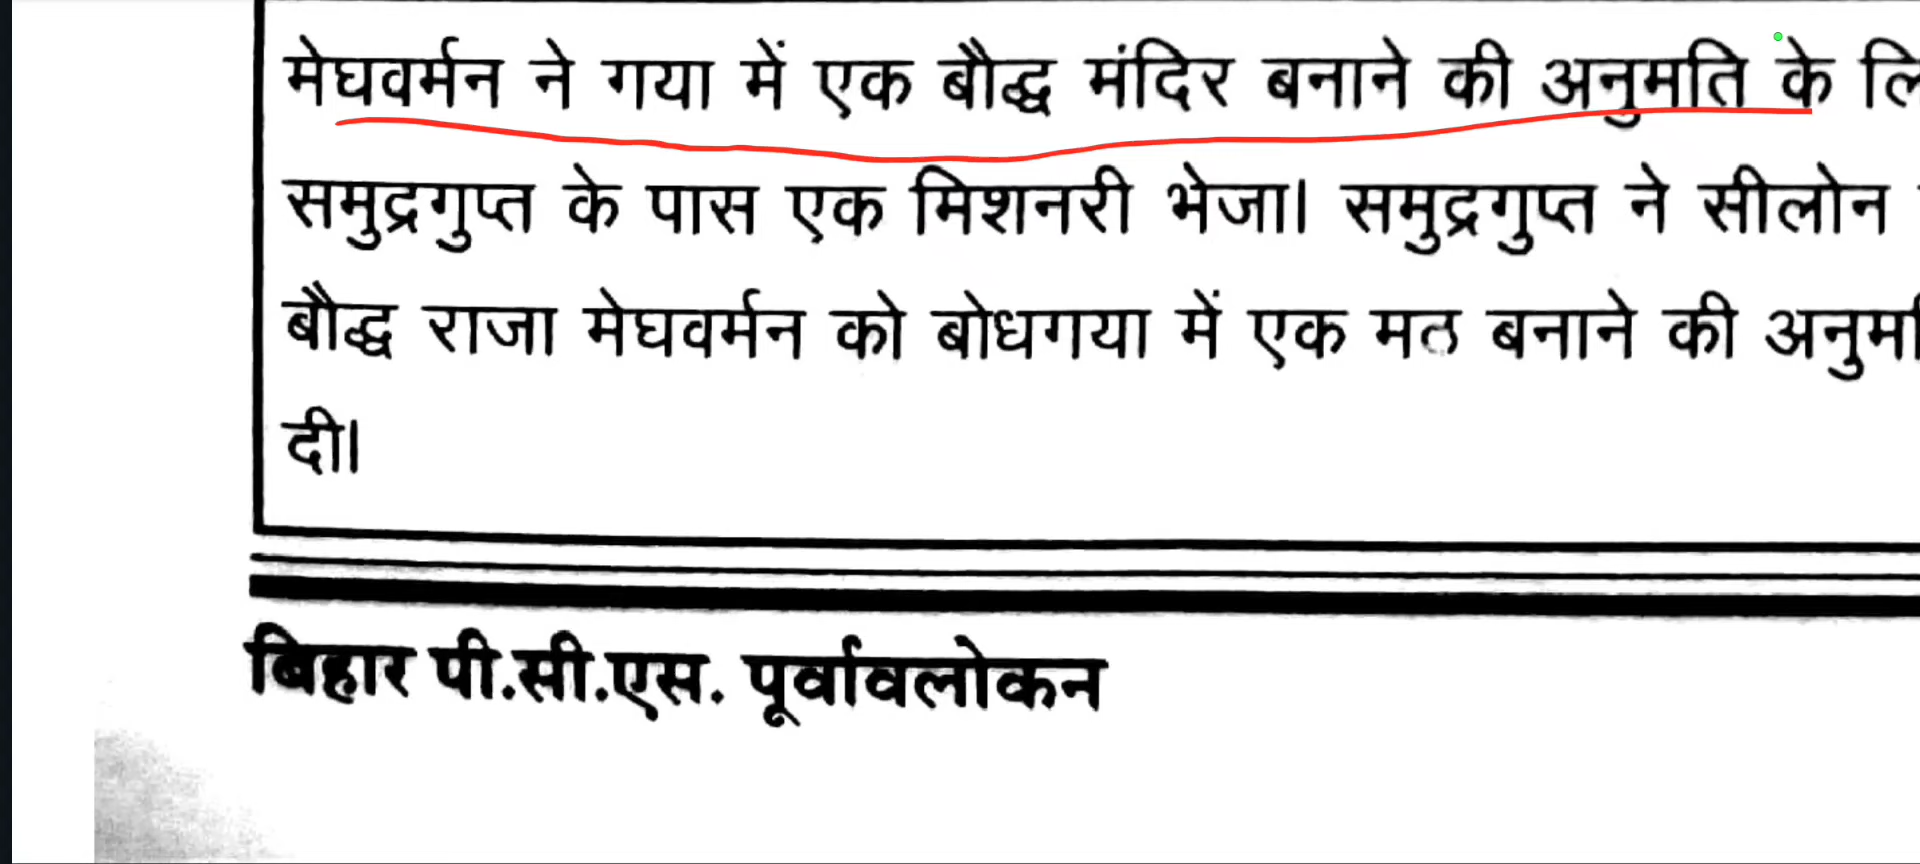 मेघवर्मन ने गया में एक बौद्ध मंदिर बनाने की अनुमति के
समुद्रगुप्त के पास एक मिशनरी भेजा। समुद्रगुप्त ने सीलोन
बौद्ध राजा मेघवर्मन को बोधगया में एक मठ बनाने की
दी।
बिहार पी.सी.एस. पूर्वावलोकन